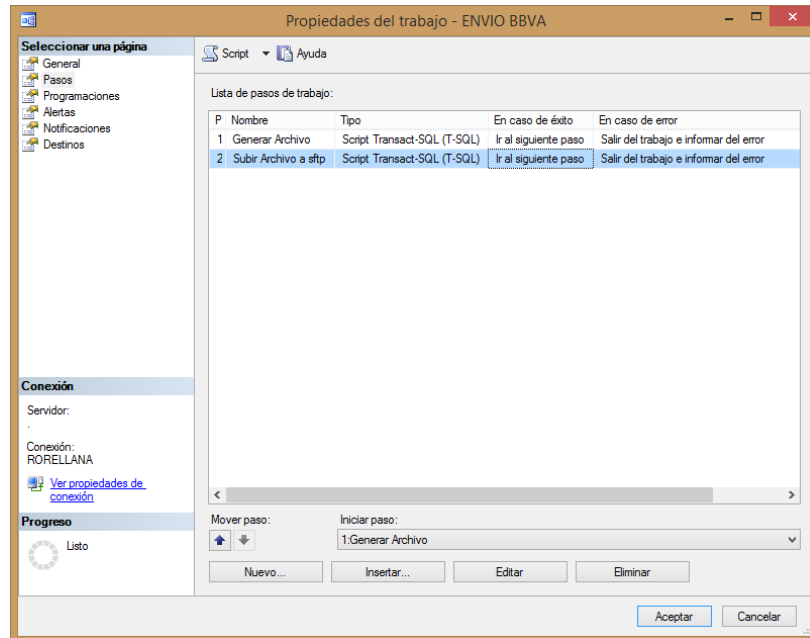 Propiedades del trabajo - ENVIO BBVA
Seleccionar una página
General
Pasos
Programaciones
Alertas
Notificaciones
Destinos
Script
Ayuda
Lista de pasos de trabajo:
P Nombre Tipo En caso de éxito En caso de error
1 Generar Archivo Script Transact-SQL (T-SQL) Ir al siguiente paso Salir del trabajo e informar del error
2 Subir Archivo a sftp Script Transact-SQL (T-SQL) Ir al siguiente paso Salir del trabajo e informar del error
Conexión
Servidor:
.
Conexión:
RORELLANA
Ver propiedades de
conexión
Progreso
Listo
Mover paso:
Iniciar paso:
1:Generar Archivo
Nuevo... Insertar... Editar Eliminar
Aceptar Cancelar